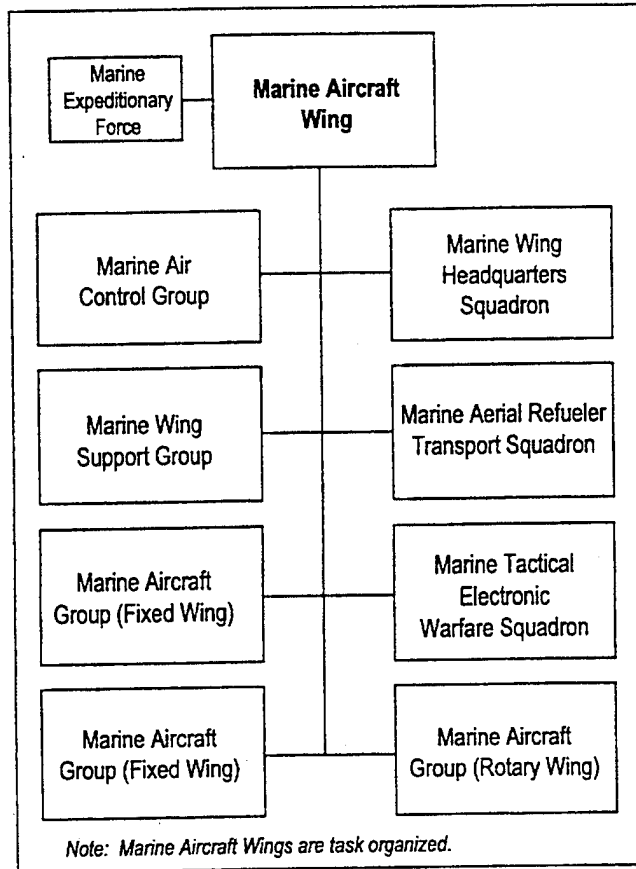 Marine
Expeditionary
Force
Marine Aircraft
Wing
Marine Air
Control Group
Marine Wing
Headquarters
Squadron
Marine Wing
Support Group
Marine Aerial Refueler
Transport Squadron
Marine Aircraft
Group (Fixed Wing)
Marine Tactical
Electronic
Warfare Squadron
Marine Aircraft
Group (Fixed Wing)
Marine Aircraft
Group (Rotary Wing)
Note: Marine Aircraft Wings are task organized.